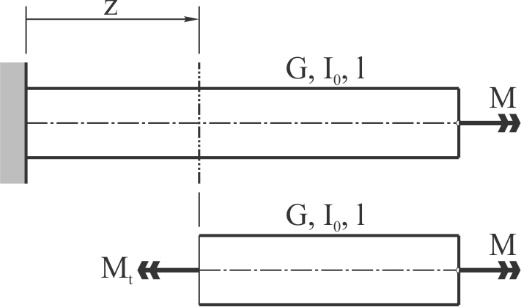 z
G, I₀, l
M
G, I₀, l
Mₜ
M